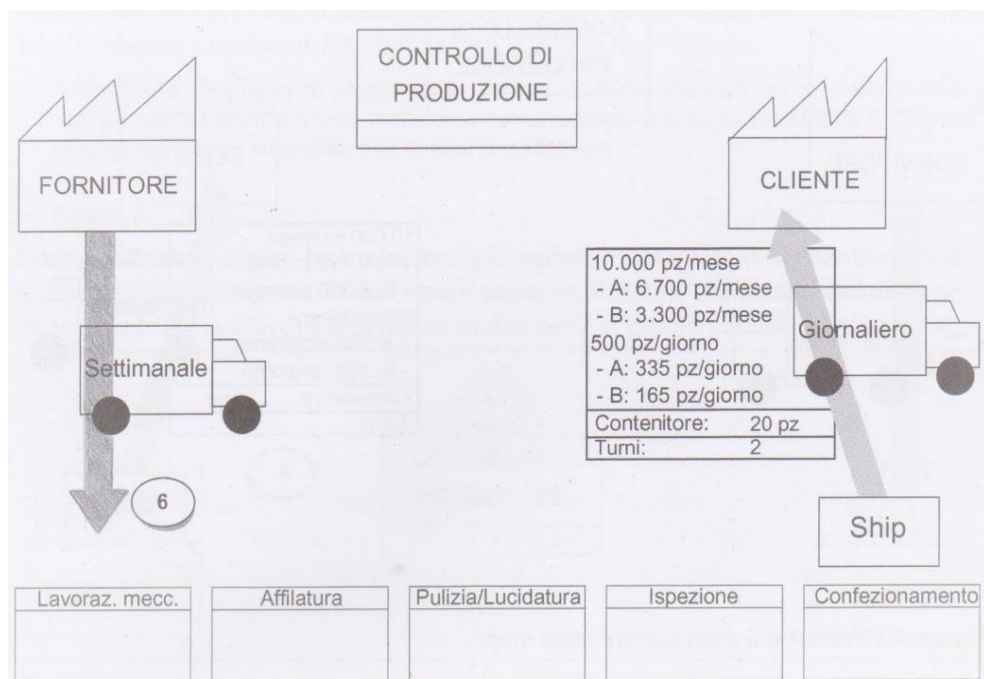 CONTROLLO DI
PRODUZIONE
FORNITORE
CLIENTE
10.000 pz/mese
- A: 6.700 pz/mese
- B: 3.300 pz/mese
500 pz/giorno
- A: 335 pz/giorno
- B: 165 pz/giorno
Contenitore: 20 pz
Turni: 2
Settimanale
Giornaliero
6
Ship
Lavoraz. mecc.
Affilatura
Pulizia/Lucidatura
Ispezione
Confezionamento